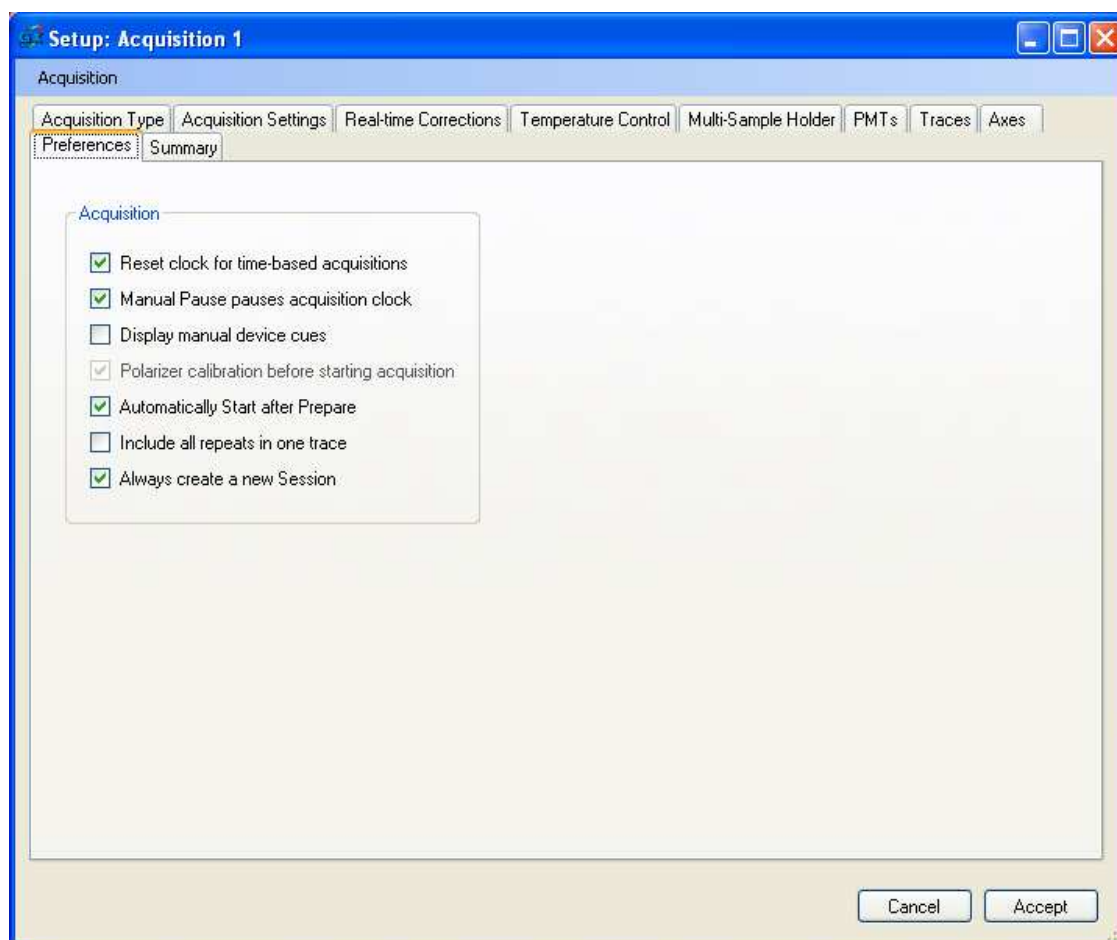 Setup: Acquisition 1
Acquisition
Acquisition Type Acquisition Settings Real-time Corrections Temperature Control Multi-Sample Holder PMTs Traces Axes
Preferences Summary
Acquisition
Reset clock for time-based acquisitions
Manual Pause pauses acquisition clock
Display manual device cues
Polarizer calibration before starting acquisition
Automatically Start after Prepare
Include all repeats in one trace
Always create a new Session
Cancel Accept